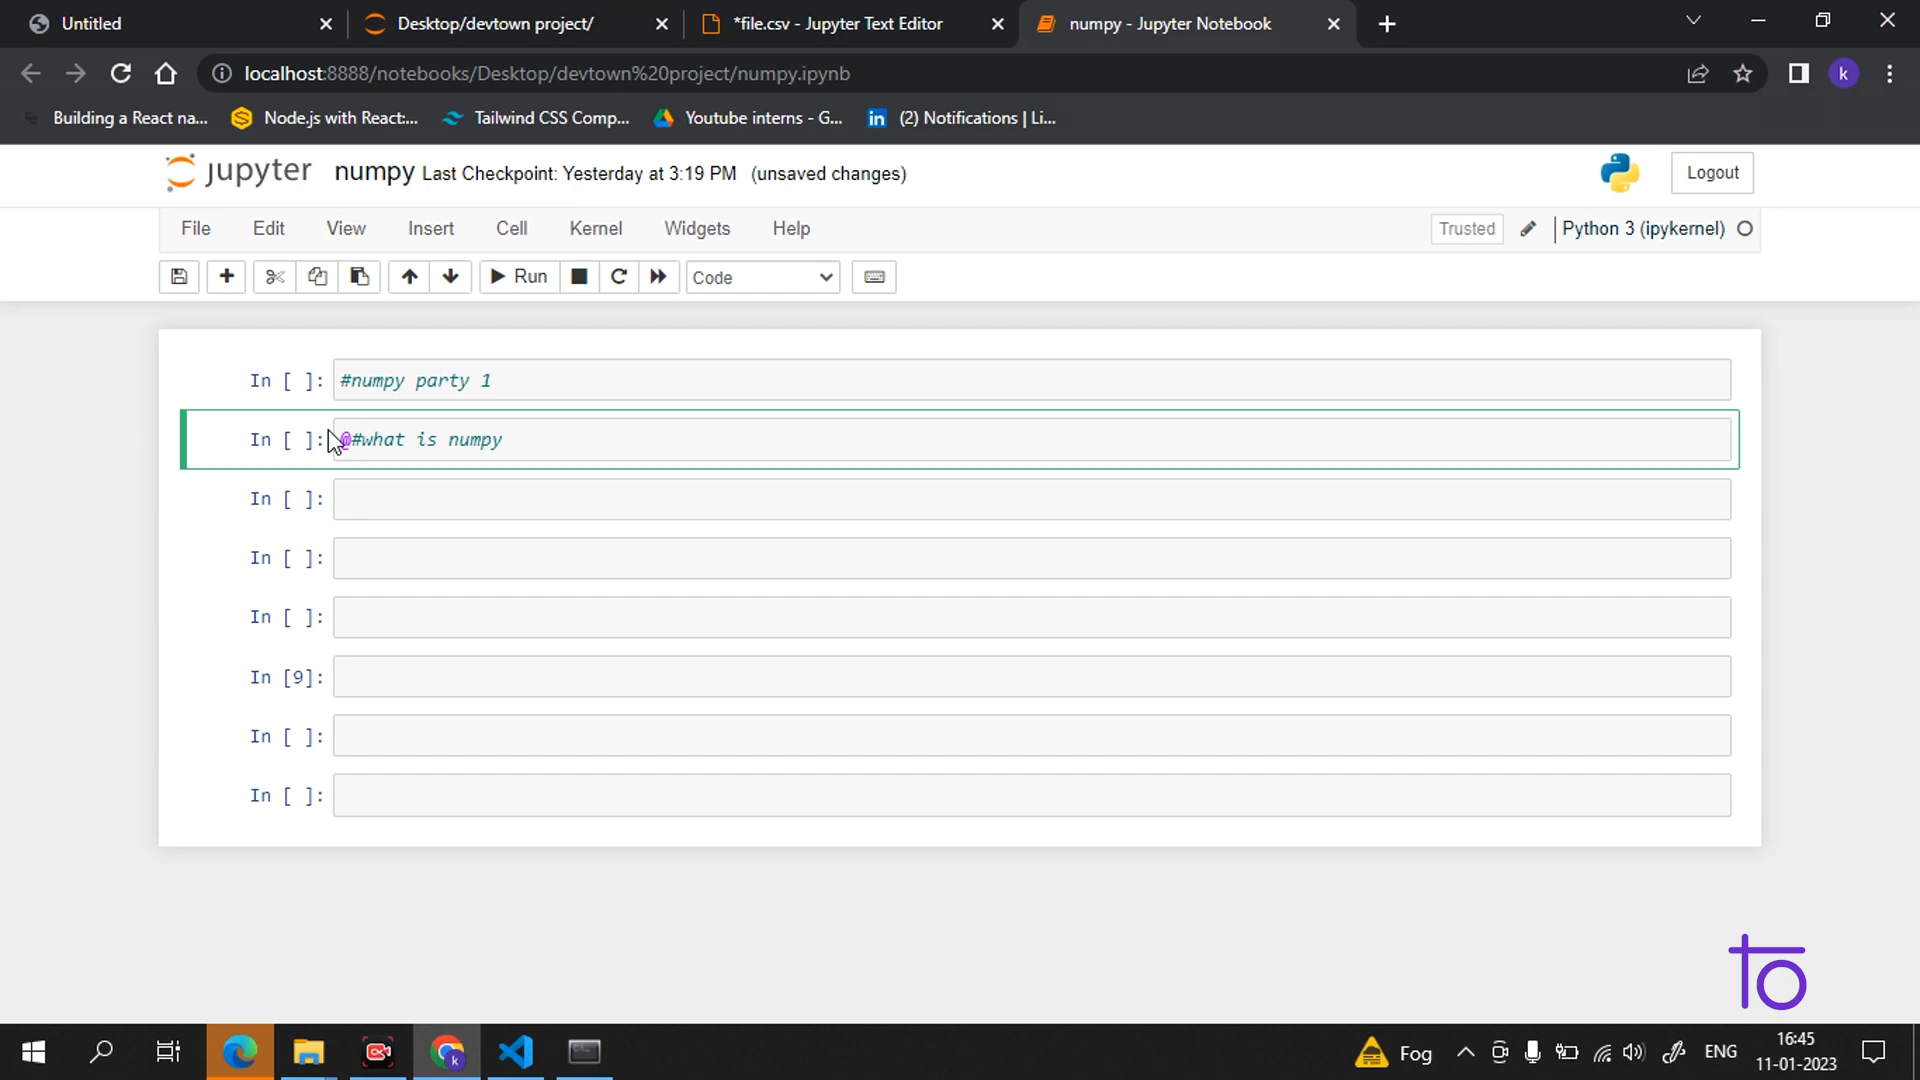 Untitled
Desktop/devtown project/
*file.csv - Jupyter Text Editor
numpy - Jupyter Notebook
localhost:8888/notebooks/Desktop/devtown%20project/numpy.ipynb
k
Building a React na...
Node.js with React:...
Tailwind CSS Comp...
Youtube interns - G...
in
(2) Notifications | Li...
jupyter numpy Last Checkpoint: Yesterday at 3:19 PM (unsaved changes)
Logout
File Edit View Insert Cell Kernel Widgets Help
Trusted
Python 3 (ipykernel)
Run
Code
In [ ]: #numpy party 1
In [ ]: @#what is numpy
In [ ]:
In [ ]:
In [ ]:
In [9]:
In [ ]:
In [ ]:
to
k
Fog
ENG
16:45
11-01-2023